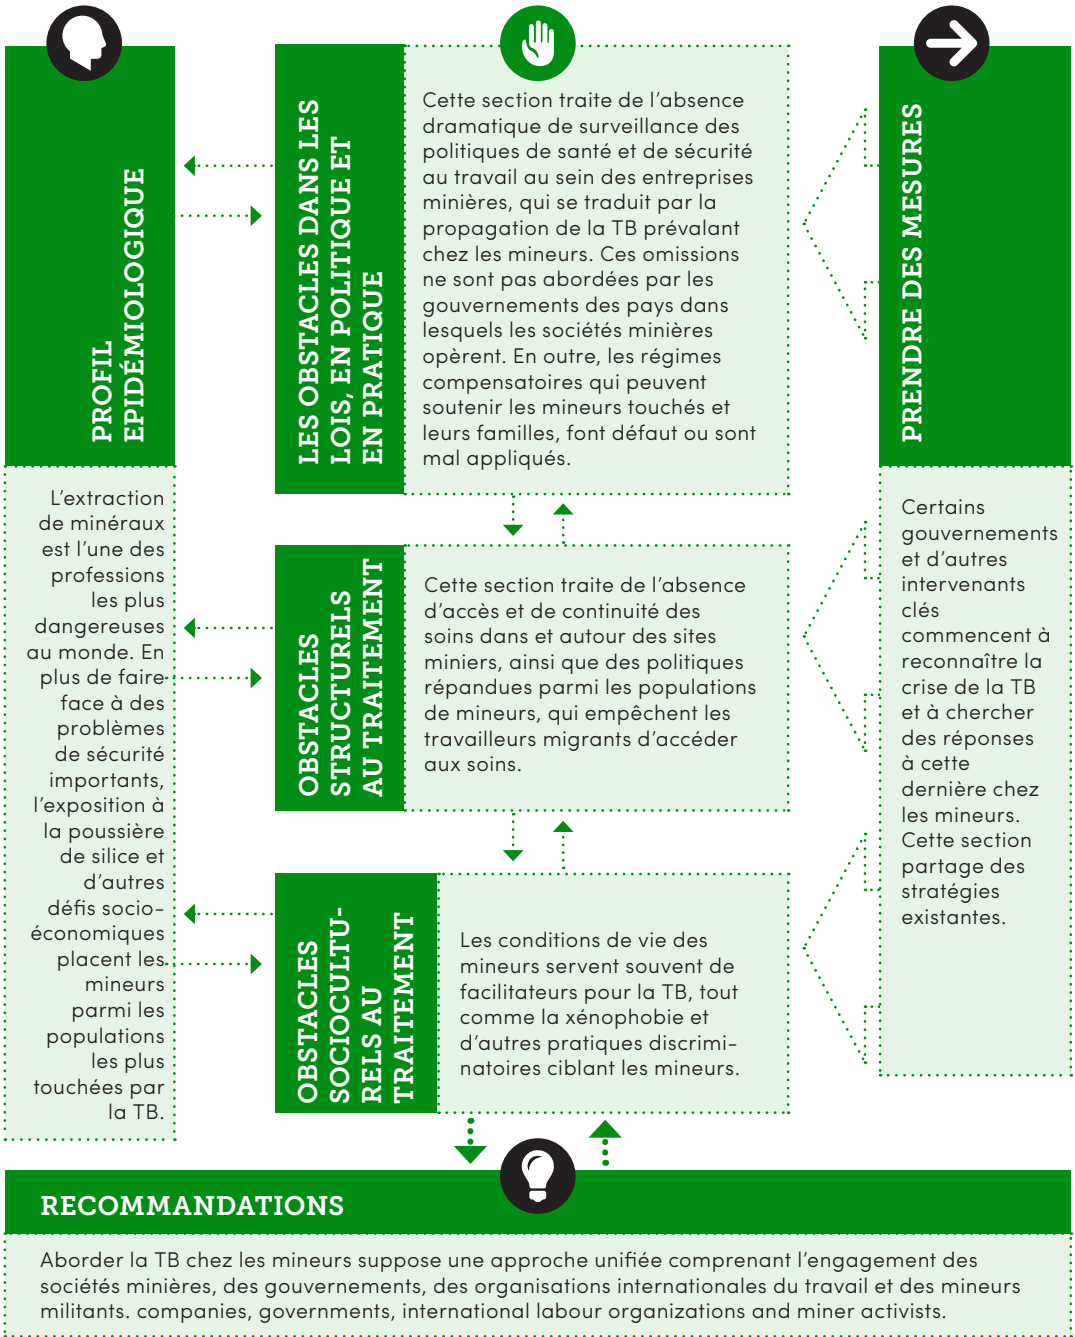 PROFIL
EPIDÉMIOLOGIQUE
L’extraction
de minéraux
est l’une des
professions
les plus
dangereuses
au monde. En
plus de faire
face à des
problèmes
de sécurité
importants,
l’exposition à
la poussière
de silice et
d’autres
défis socio-
économiques
placent les
mineurs
parmi les
populations
les plus
touchées par
la TB.
LES OBSTACLES DANS LES
LOIS, EN POLITIQUE ET
EN PRATIQUE
Cette section traite de l’absence
dramatique de surveillance des
politiques de santé et de sécurité
au travail au sein des entreprises
minières, qui se traduit par la
propagation de la TB prévalant
chez les mineurs. Ces omissions
ne sont pas abordées par les
gouvernements des pays dans
lesquels les sociétés minières
opèrent. En outre, les régimes
compensatoires qui peuvent
soutenir les mineurs touchés et
leurs familles, font défaut ou sont
mal appliqués.
OBSTACLES
STRUCTURELS
AU TRAITEMENT
Cette section traite de l’absence
d’accès et de continuité des
soins dans et autour des sites
miniers, ainsi que des politiques
répandues parmi les populations
de mineurs, qui empêchent les
travailleurs migrants d’accéder
aux soins.
OBSTACLES
SOCIOCULTU-
RELS AU
TRAITEMENT
Les conditions de vie des
mineurs servent souvent de
facilitateurs pour la TB, tout
comme la xénophobie et
d’autres pratiques discrimi-
natoires ciblant les mineurs.
PRENDRE DES MESURES
Certains
gouvernements
et d’autres
intervenants
clés
commencent à
reconnaître la
crise de la TB
et à chercher
des réponses
à cette
dernière chez
les mineurs.
Cette section
partage des
stratégies
existantes.
RECOMMANDATIONS
Aborder la TB chez les mineurs suppose une approche unifiée comprenant l’engagement des
sociétés minières, des gouvernements, des organisations internationales du travail et des mineurs
militants. companies, governments, international labour organizations and miner activists.